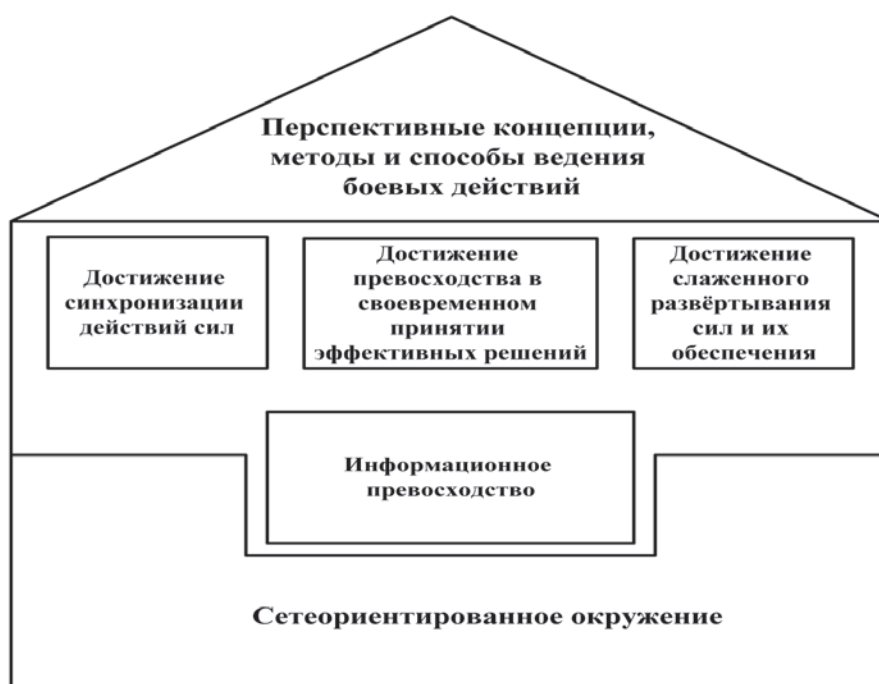 Перспективные концепции,
методы и способы ведения
боевых действий
Достижение
синхронизации
действий сил
Достижение
превосходства в
своевременном
принятии
эффективных решений
Достижение
слаженного
развёртывания
сил и их
обеспечения
Информационное
превосходство
Сетеориентированное окружение